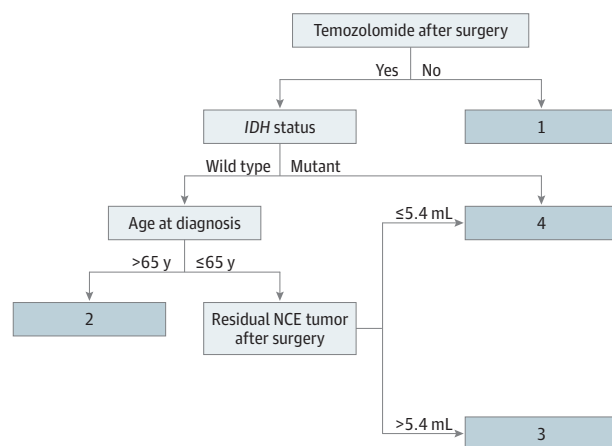 Temozolomide after surgery
Yes No
IDH status
1
Wild type Mutant
Age at diagnosis
≤5.4 mL
4
>65 y ≤65 y
2
Residual NCE tumor
after surgery
>5.4 mL
3